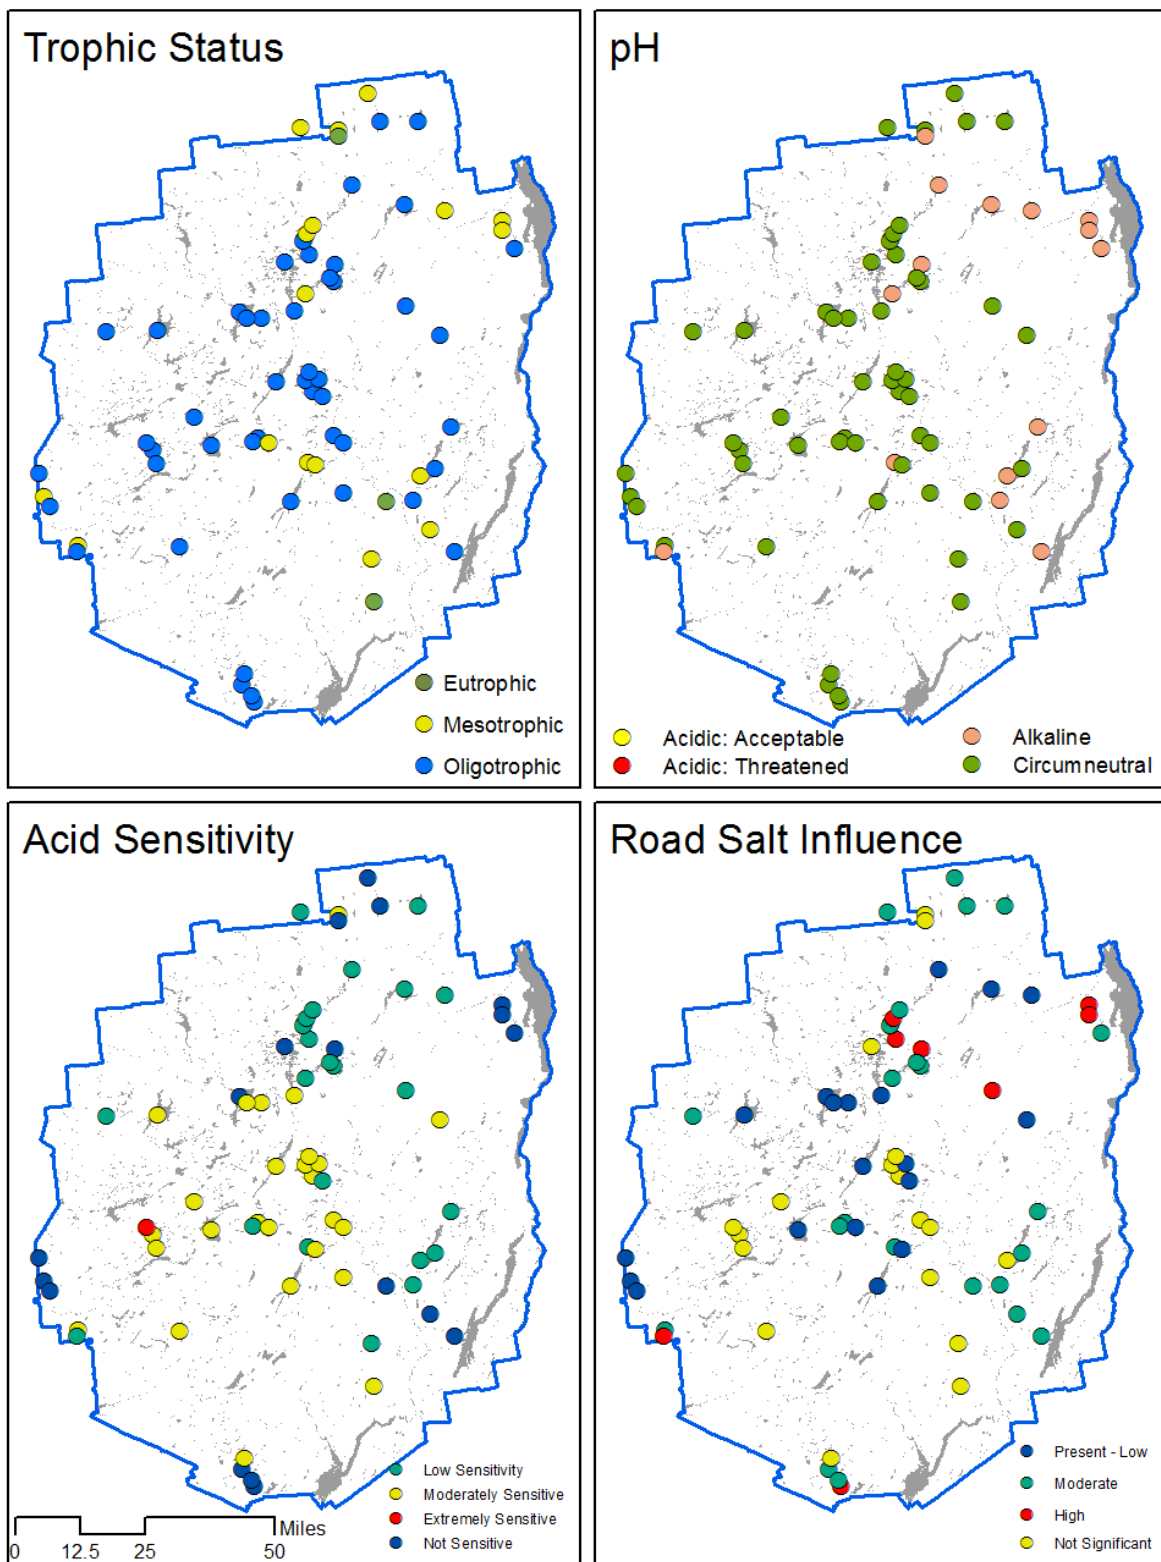 Trophic Status
Eutrophic
Mesotrophic
Oligotrophic
pH
Acidic: Acceptable
Acidic: Threatened
Alkaline
Circumneutral
Acid Sensitivity
Low Sensitivity
Moderately Sensitive
Extremely Sensitive
Not Sensitive
Miles
0 12.5 25 50
Road Salt Influence
Present - Low
Moderate
High
Not Significant